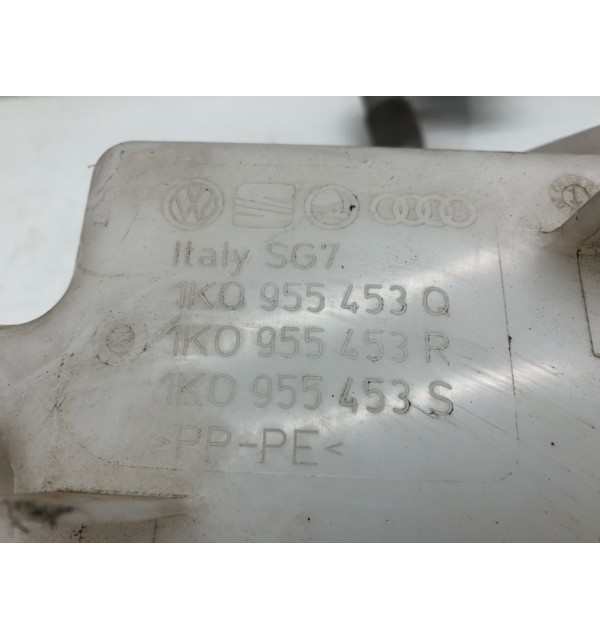 Italy SG7
1K0 955 453 Q
1K0 955 453 R
1K0 955 453 S
>PP-PE<